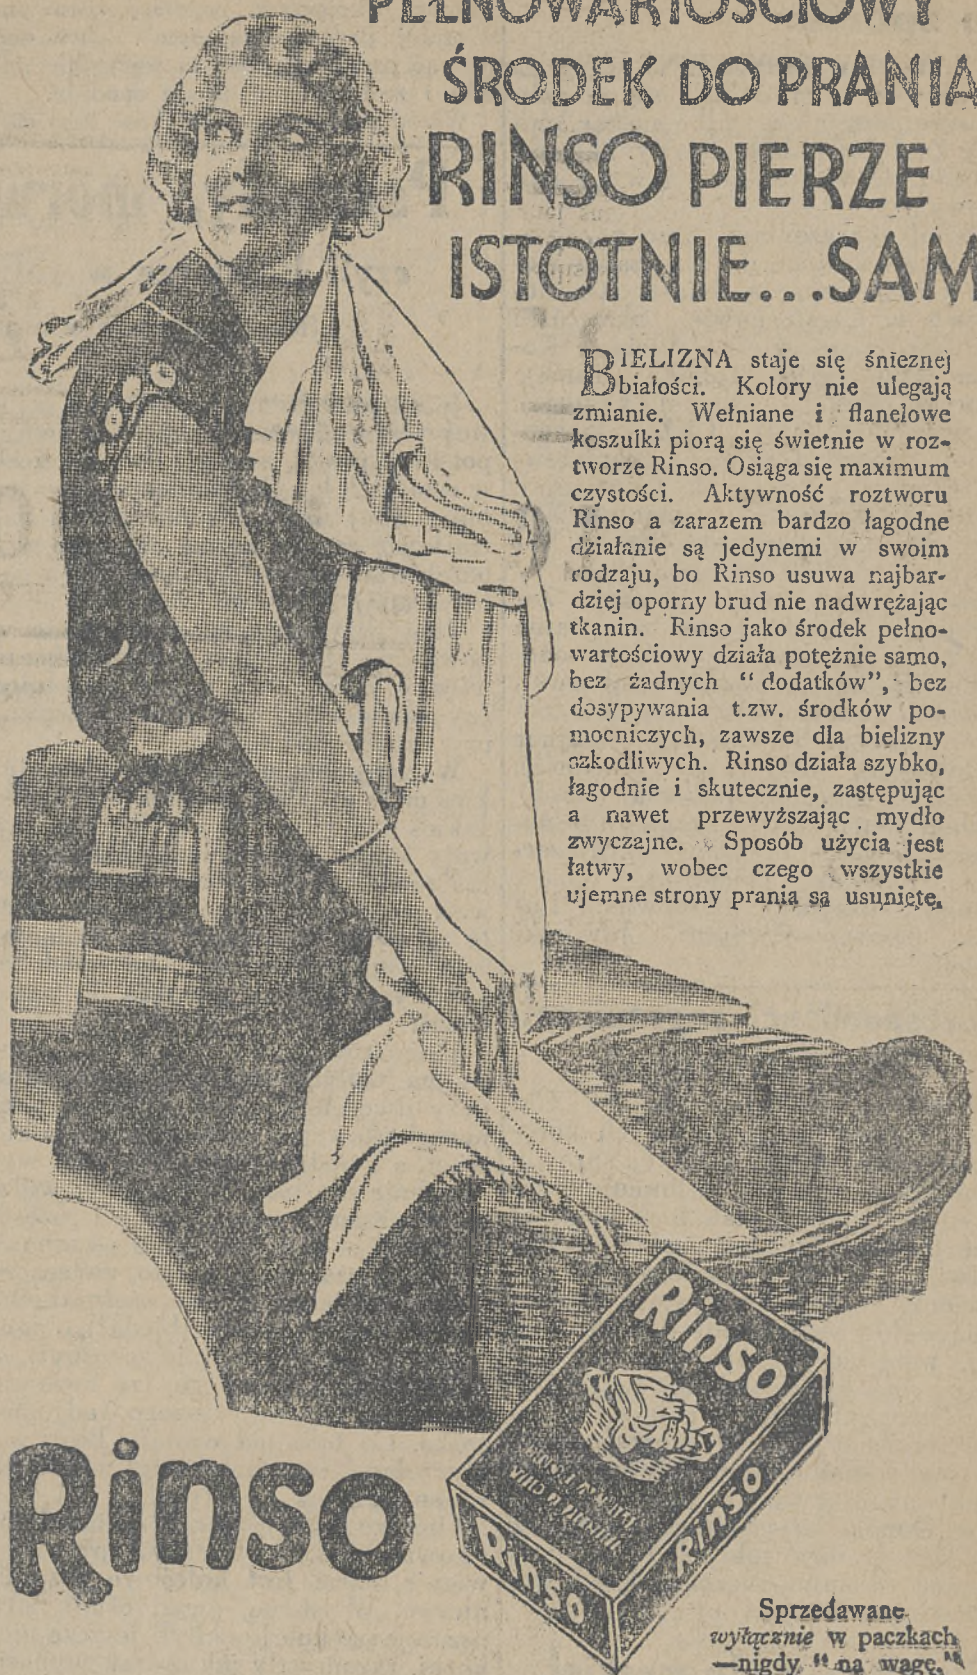 PEŁNOWARTOŚCIOWY
ŚRODEK DO PRANIA
RINSO PIERZE
ISTOTNIE...SAM
BIELIZNA staje się śnieznej
białości. Kolory nie ulegają
zmianie. Wełniane i flanelowe
koszulki piorą się świetnie w roz-
tworze Rinso. Osiąga się maximum
czystości. Aktywność roztworu
Rinso a zarazem bardzo łagodne
działanie są jedynemi w swoim
rodzaju, bo Rinso usuwa najbar-
dziej oporny brud nie nadwrężając
tkanin. Rinso jako środek pełno-
wartościowy działa potężnie samo,
bez żadnych “ dodatków”, bez
dosypywania t.zw. środków po-
mocniczych, zawsze dla bielizny
szkodliwych. Rinso działa szybko,
łagodnie i skutecznie, zastępując
a nawet przewyższając mydło
zwyczajne. Sposób użycia jest
łatwy, wobec czego wszystkie
ujemne strony prania są usunięte.
Rinso
Rinso
Rinso
Rinso
Sprzedawane
wyłącznie w paczkach
—nigdy “ na wagę.”